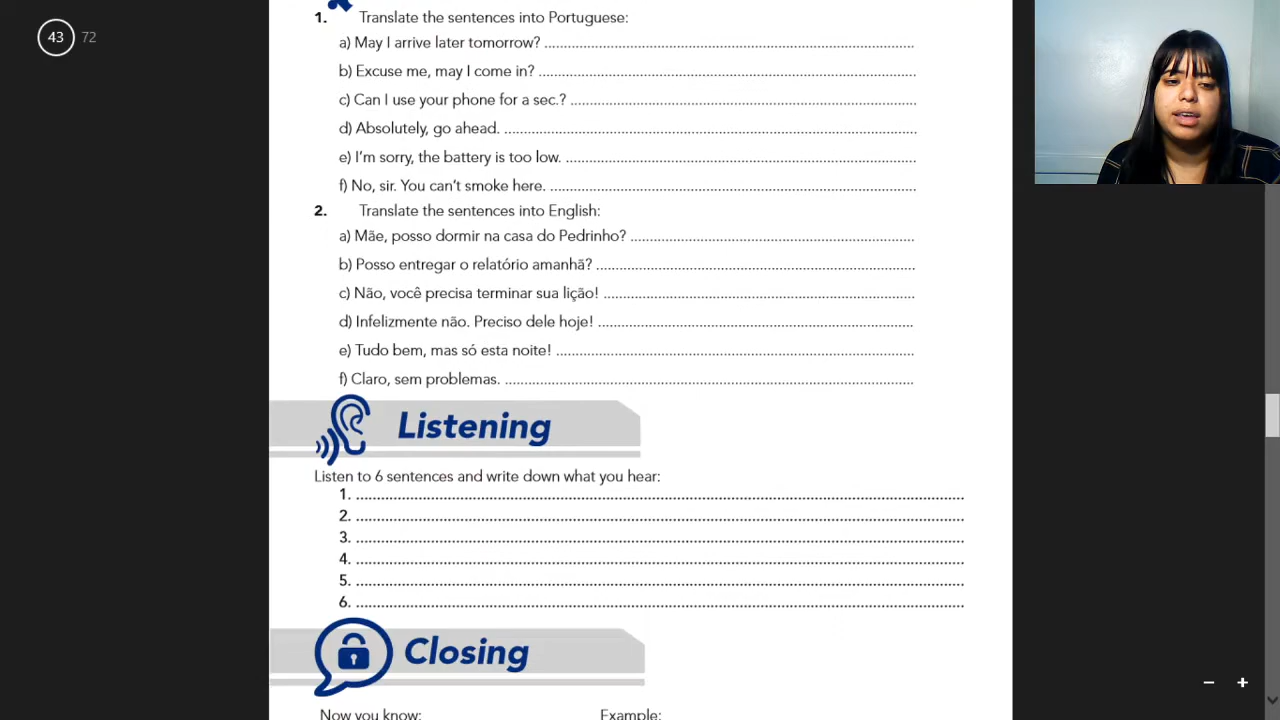 43 72
1. Translate the sentences into Portuguese:
a) May I arrive later tomorrow? ........................................................................................
b) Excuse me, may I come in? ..........................................................................................
c) Can I use your phone for a sec.? ..................................................................................
d) Absolutely, go ahead. ..................................................................................................
e) I'm sorry, the battery is too low. ...................................................................................
f) No, sir. You can't smoke here. .......................................................................................
2. Translate the sentences into English:
a) Mãe, posso dormir na casa do Pedrinho? ....................................................................
b) Posso entregar o relatório amanhã? ............................................................................
c) Não, você precisa terminar sua lição! ..........................................................................
d) Infelizmente não. Preciso dele hoje! ...........................................................................
e) Tudo bem, mas só esta noite! .....................................................................................
f) Claro, sem problemas. .................................................................................................
Listening
Listen to 6 sentences and write down what you hear:
1. ..................................................................................................................
2. ..................................................................................................................
3. ..................................................................................................................
4. ..................................................................................................................
5. ..................................................................................................................
6. ..................................................................................................................
Closing
Now you know: Example: